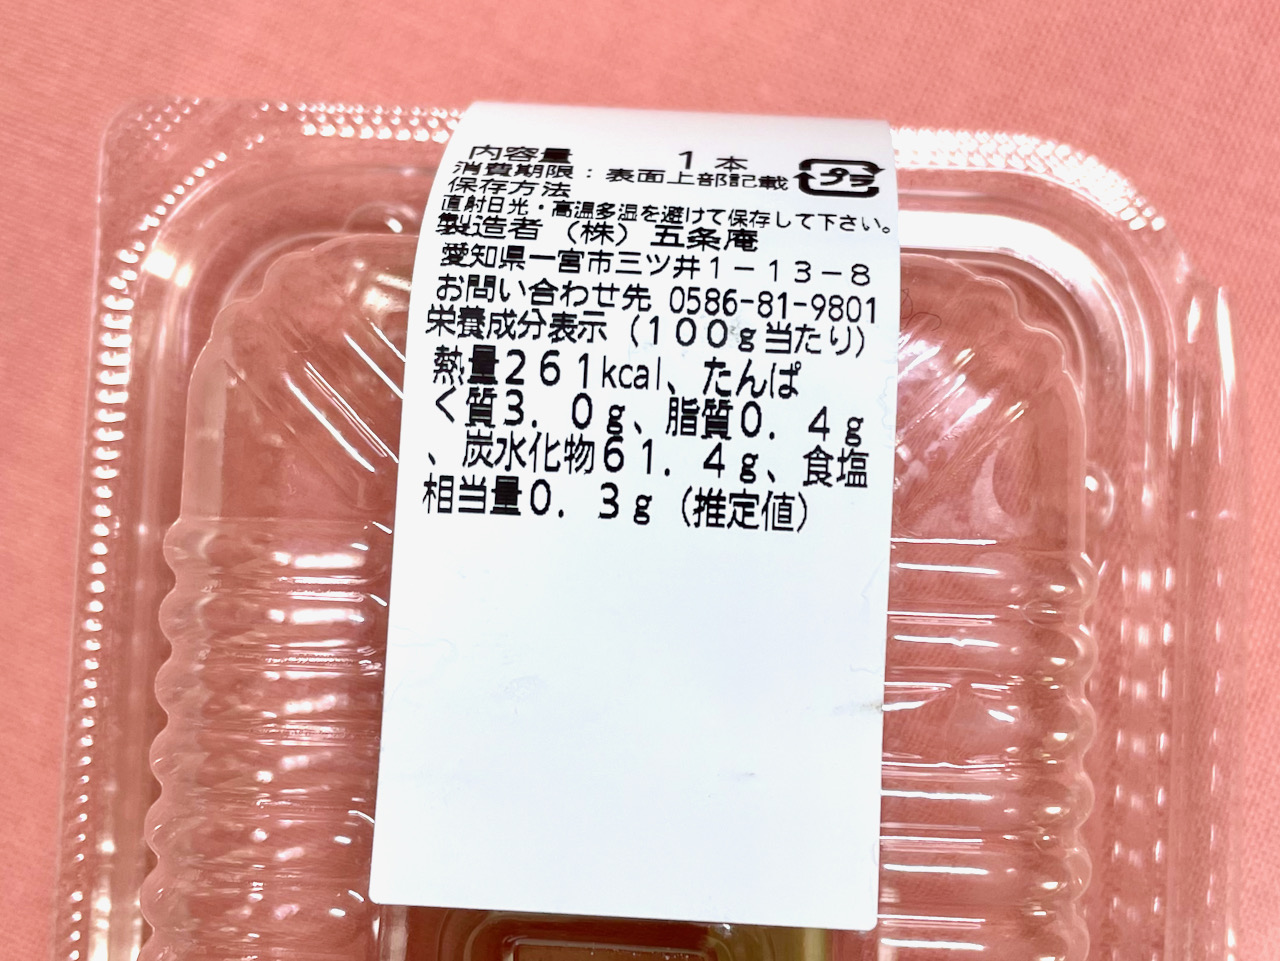 内容量 1本
消費期限:表面上部記載
プラ
保存方法
直射日光・高温多湿を避けて保存して下さい。
製造者 (株) 五条庵
愛知県一宮市三ツ井1-13-8
お問い合わせ先 0586-81-9801
栄養成分表示(100g当たり)
熱量261kcal、たんぱ
く質3.0g、脂質0.4g
、炭水化物61.4g、食塩
相当量0.3g(推定値)